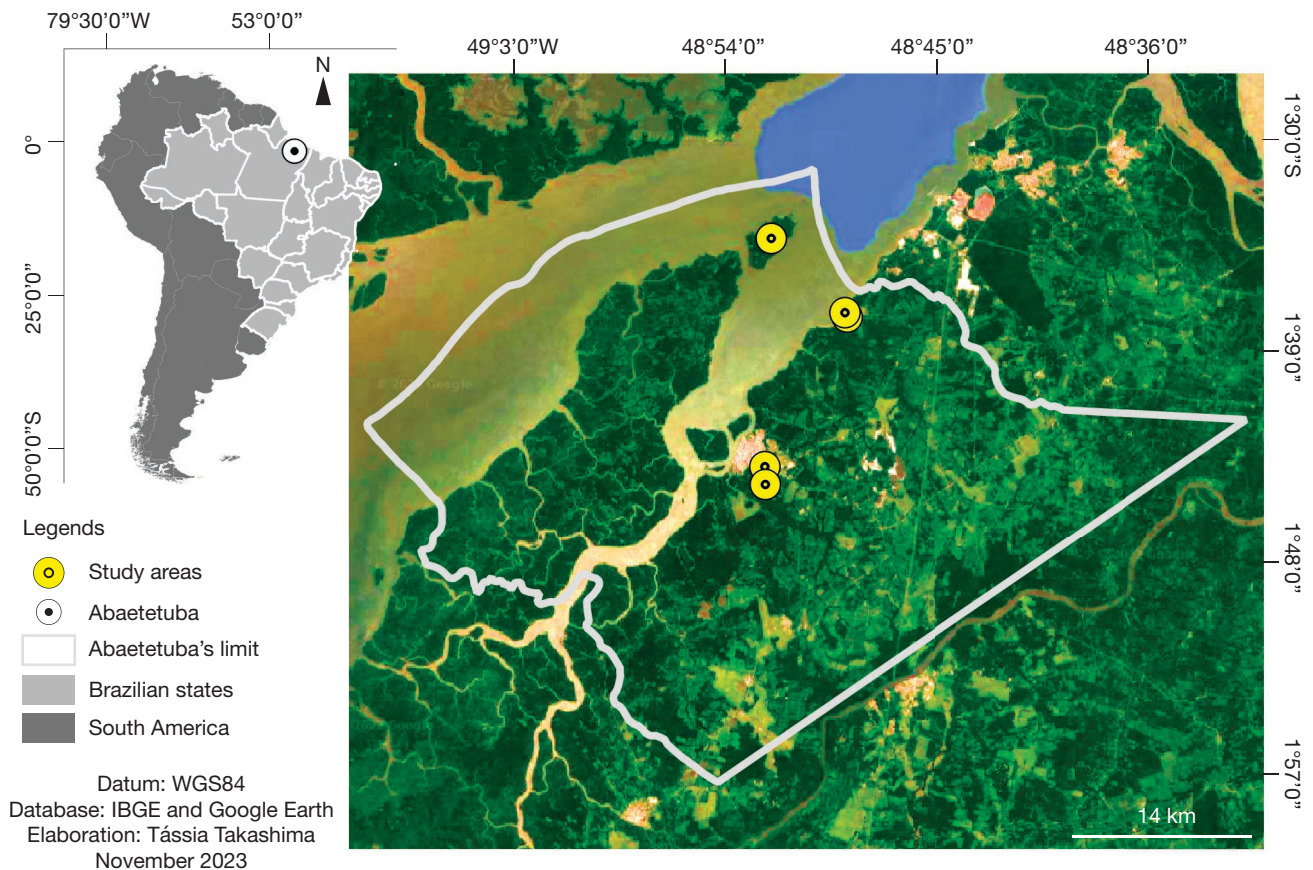 79°30’0”W
53°0’0”
N
0°
25°0’0”
50°0’0”S
49°3’0”W
48°54’0”
48°45’0”
48°36’0”
1°30’0”S
1°39’0”
1°48’0”
1°57’0”
14 km
Legends
Study areas
Abaetetuba
Abaetetuba’s limit
Brazilian states
South America
Datum: WGS84
Database: IBGE and Google Earth
Elaboration: Tássia Takashima
November 2023